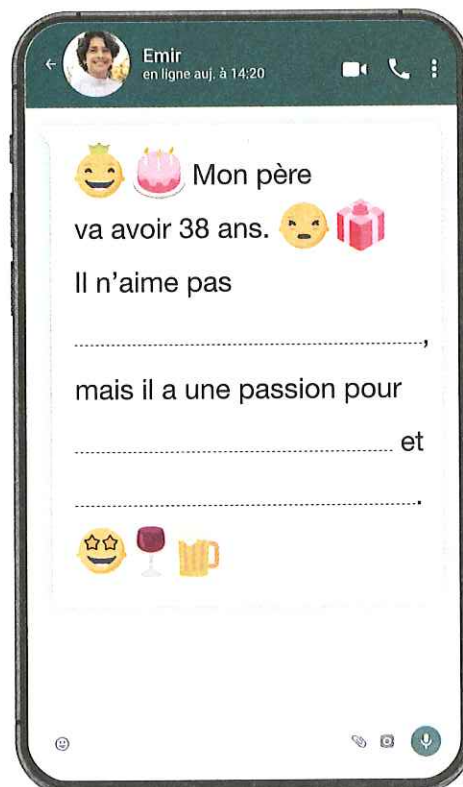 Emir
en ligne auj. à 14:20
Mon père
va avoir 38 ans.
Il n'aime pas
,
mais il a une passion pour
et
.